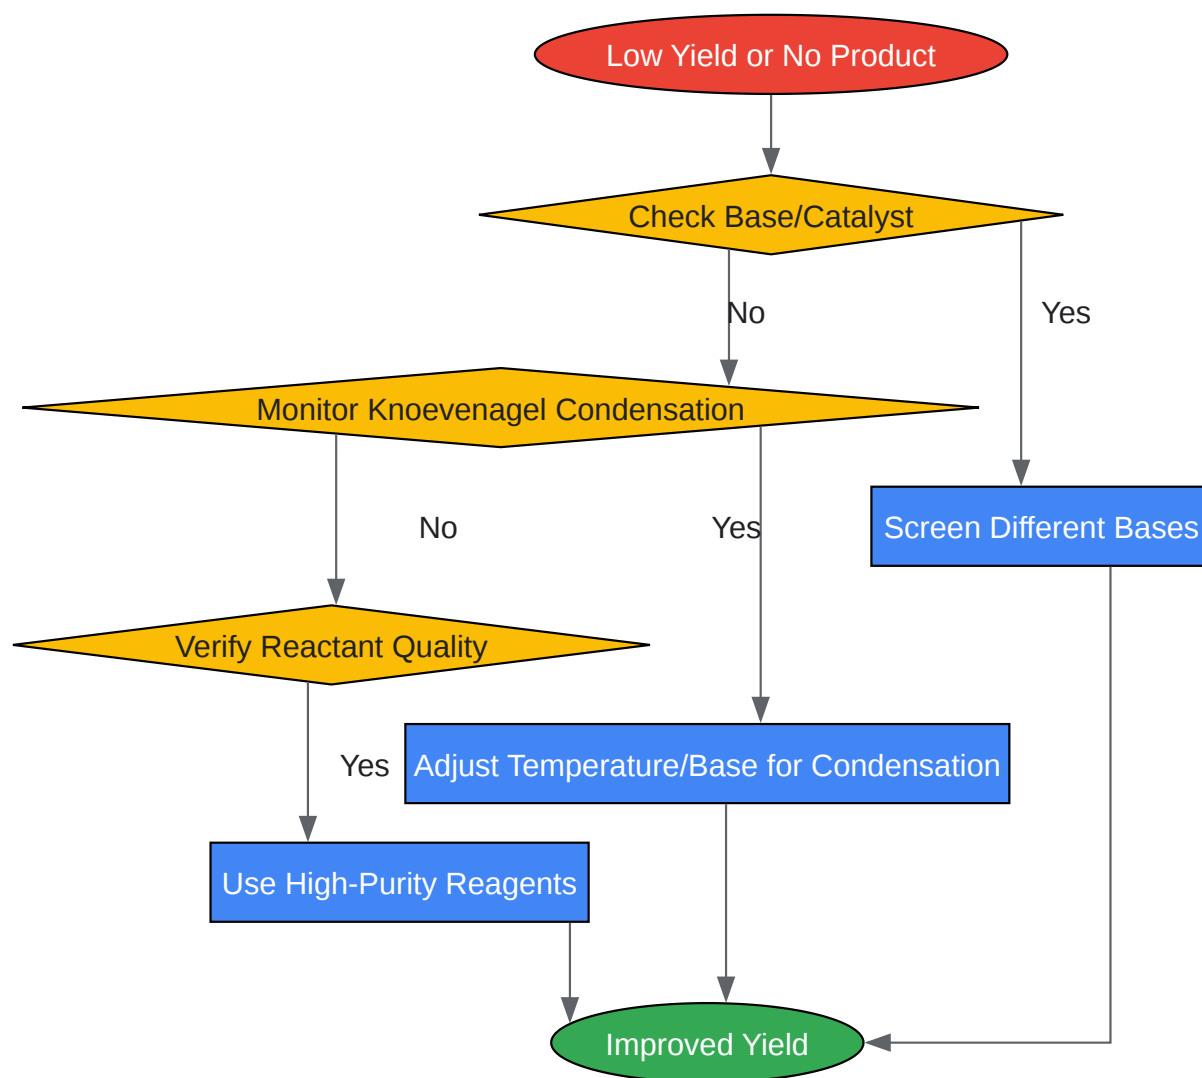 Low Yield or No Product
Check Base/Catalyst
No
Yes
Monitor Knoevenagel Condensation
No
Yes
Screen Different Bases
Verify Reactant Quality
Yes
Adjust Temperature/Base for Condensation
Use High-Purity Reagents
Improved Yield